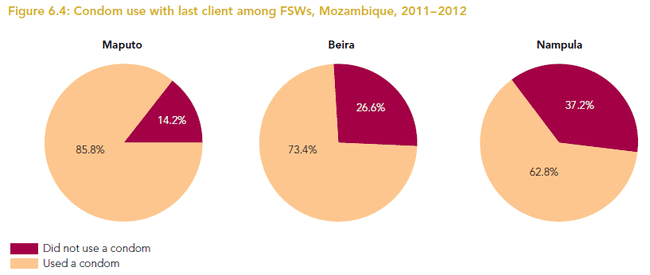 Figure 6.4: Condom use with last client among FSWs, Mozambique, 2011–2012
Maputo
Beira
Nampula
14.2%
85.8%
26.6%
73.4%
37.2%
62.8%
Did not use a condom
Used a condom